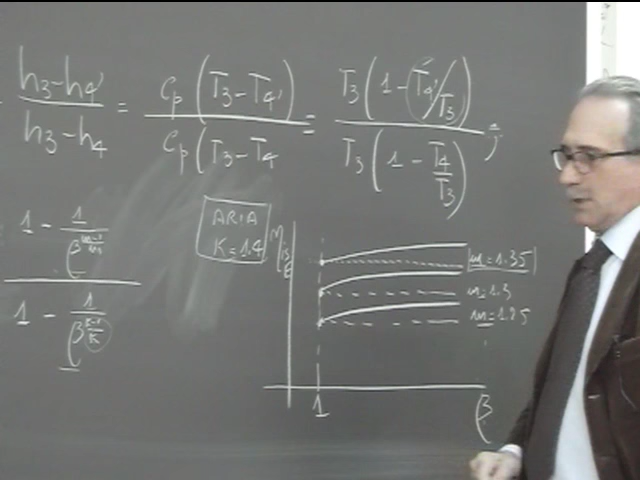 h3-h4' / h3-h4 = Cp (T3-T4') / Cp (T3-T4 = T3 (1 - T4'/T3) / T3 (1 - T4/T3)
1 - 1/β^((m-1)/m) / 1 - 1/β^((K-1)/K)
ARIA
K=1.4
ηis
m=1.35
m=1.3
m=1.25
1
β